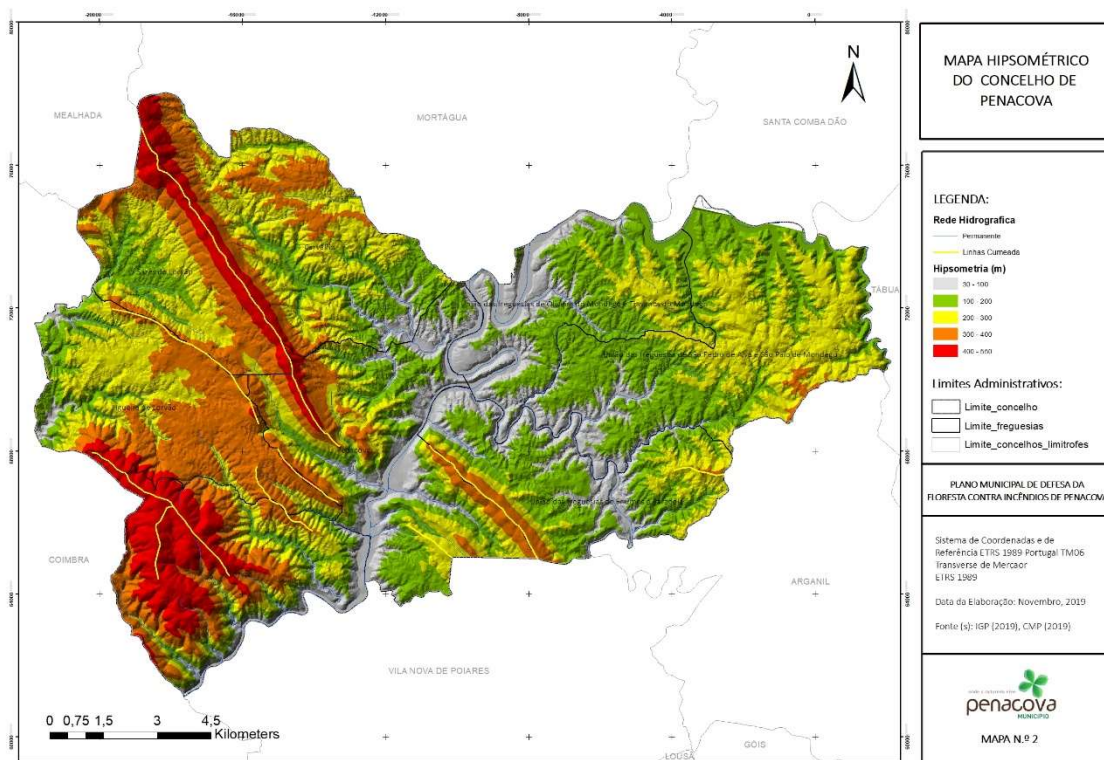 MAPA HIPSOMÉTRICO
DO CONCELHO DE
PENACOVA
LEGENDA:
Rede Hidrografica
Permanente
Linhas Cumeada
Hipsometria (m)
30 - 100
100 - 200
200 - 300
300 - 400
400 - 550
Limites Administrativos:
Limite_concelho
Limite_freguesias
Limite_concelhos_limitrofes
PLANO MUNICIPAL DE DEFESA DA
FLORESTA CONTRA INCÊNDIOS DE PENACOVA
Sistema de Coordenadas e de
Referência ETRS 1989 Portugal TM06
Transverse de Mercaor
ETRS 1989
Data da Elaboração: Novembro, 2019
Fonte (s): IGP (2019), CMP (2019)
penacova
MUNICÍPIO
MAPA N.º 2
N
MEALHADA
MORTÁGUA
SANTA COMBA DÃO
TÁBUA
COIMBRA
ARGANIL
VILA NOVA DE POIARES
GÓIS
LOUSÃ
0 0,75 1,5 3 4,5
Kilometers